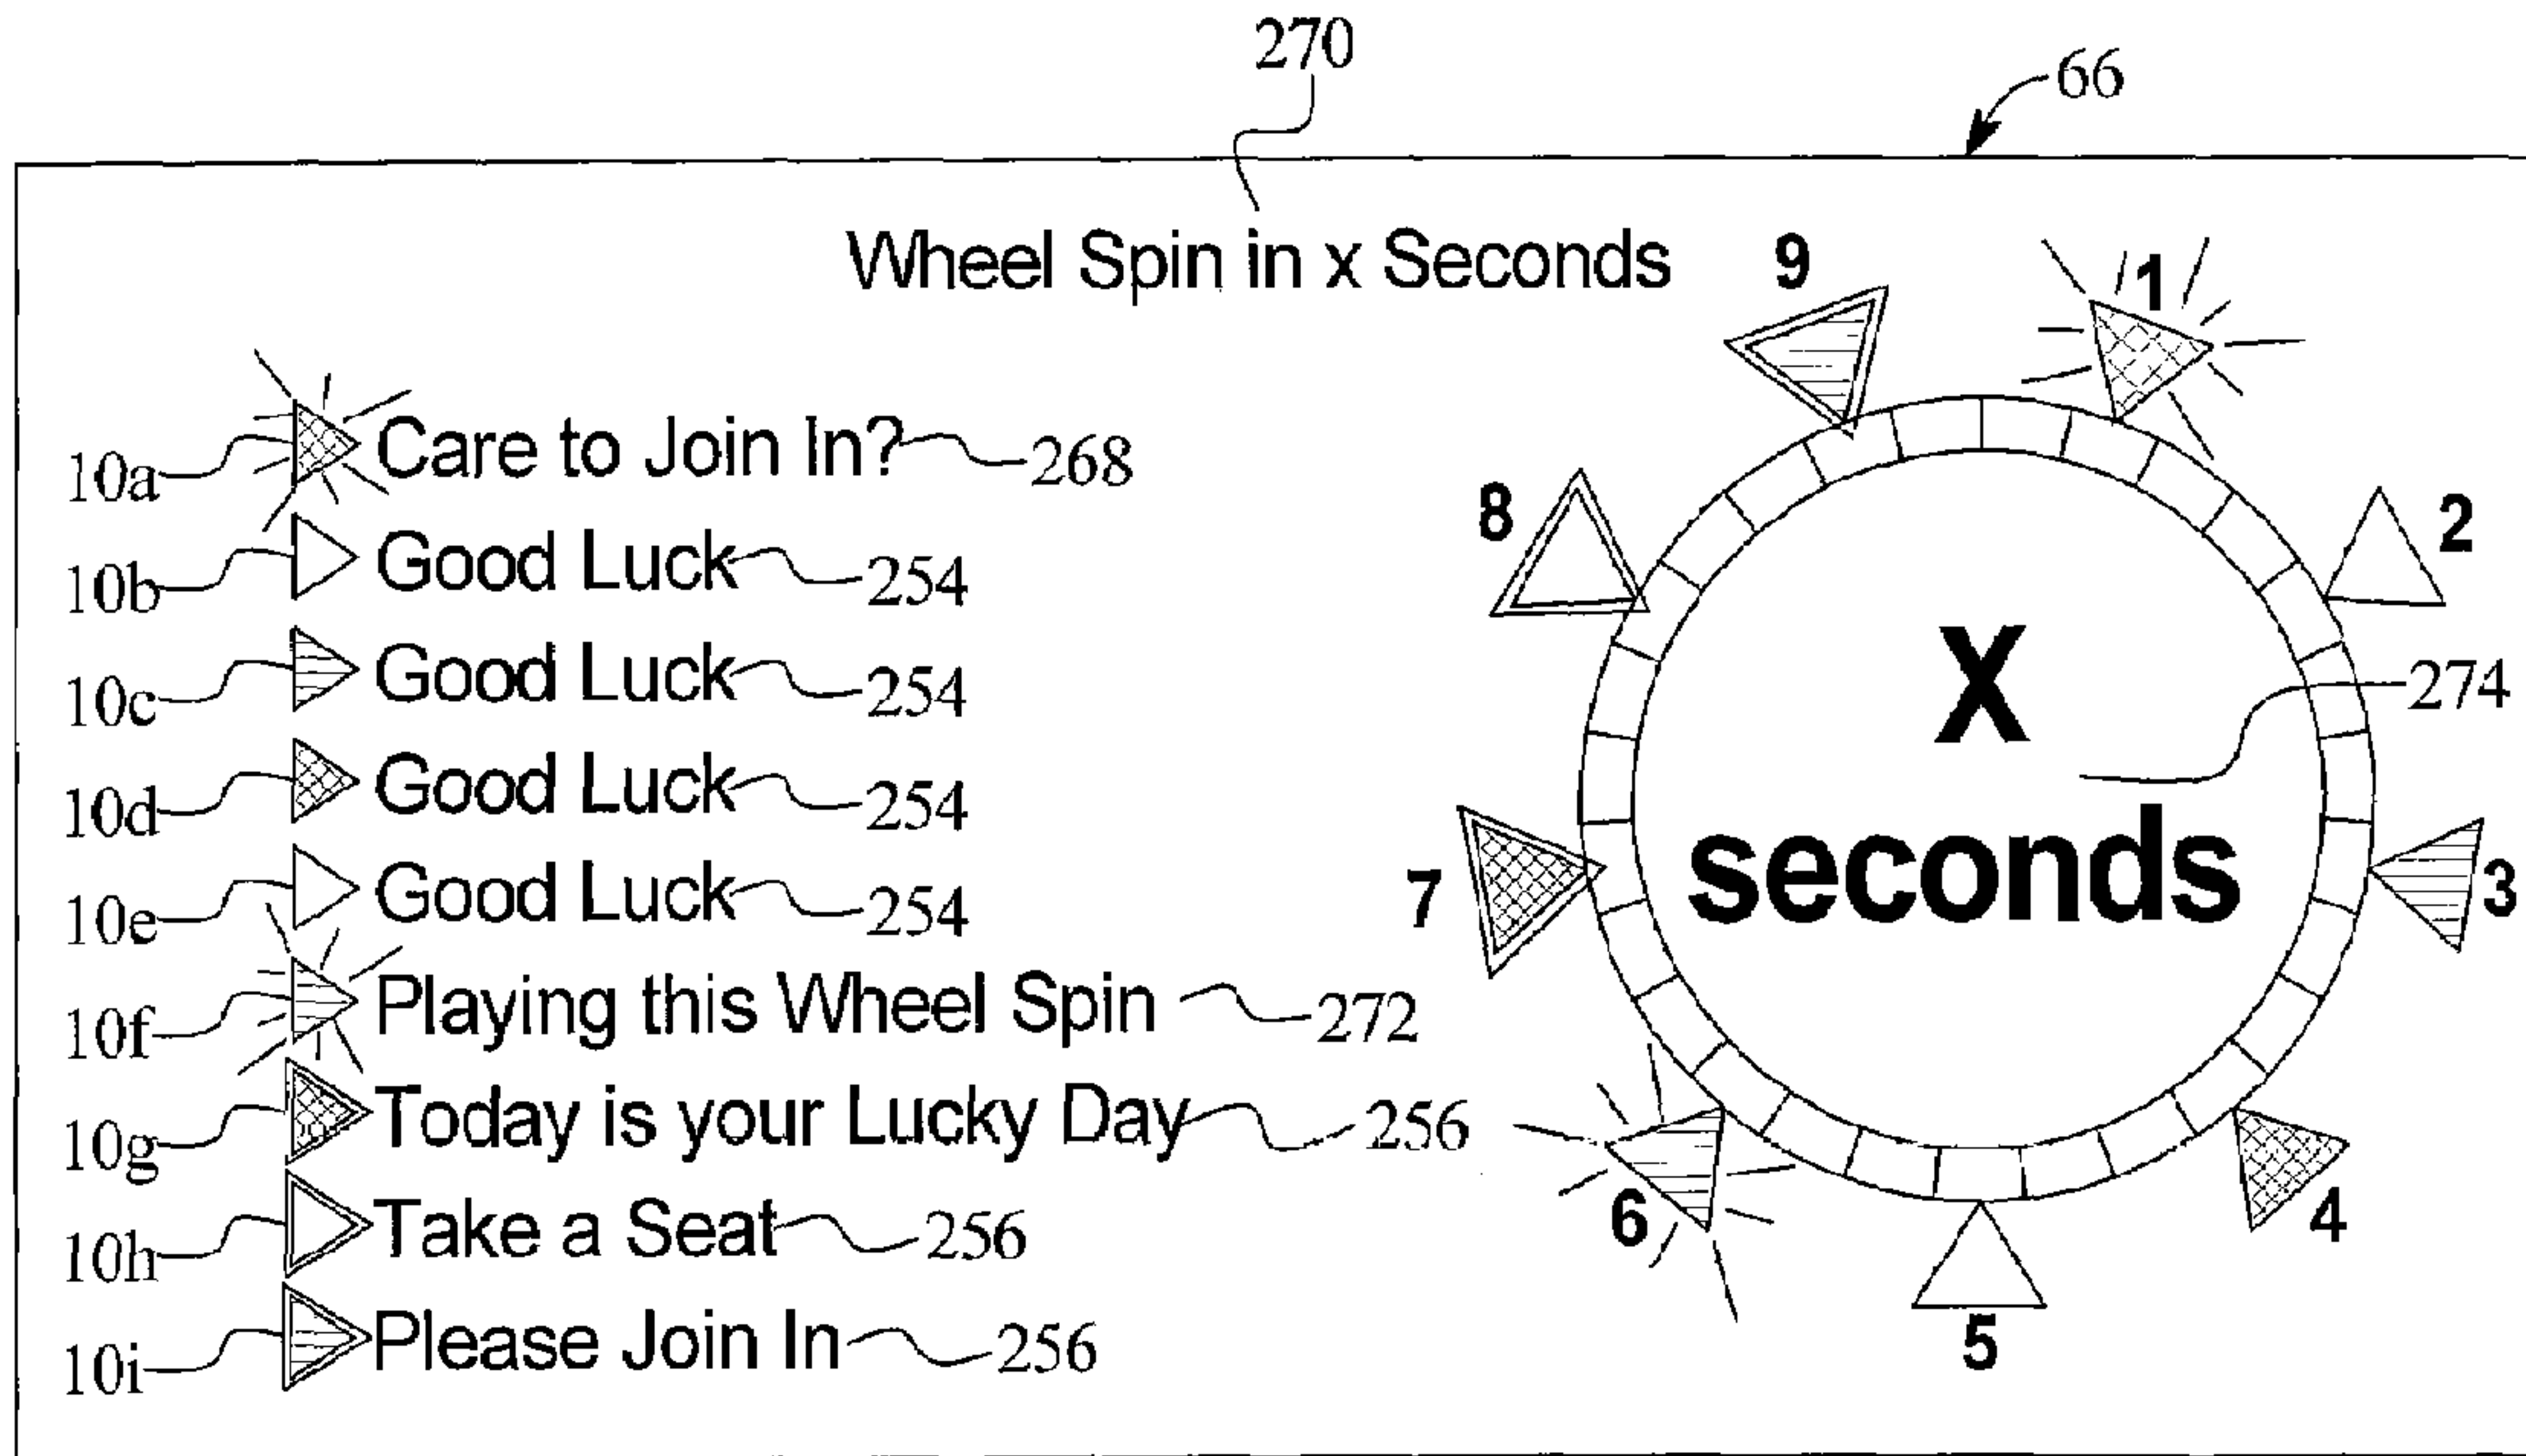 270
66
Wheel Spin in x Seconds
9
1
10a Care to Join In? 268
8
2
10b Good Luck 254
10c Good Luck 254
X
274
10d Good Luck 254
seconds
7
3
10e Good Luck 254
10f Playing this Wheel Spin 272
10g Today is your Lucky Day 256
6
4
10h Take a Seat 256
5
10i Please Join In 256